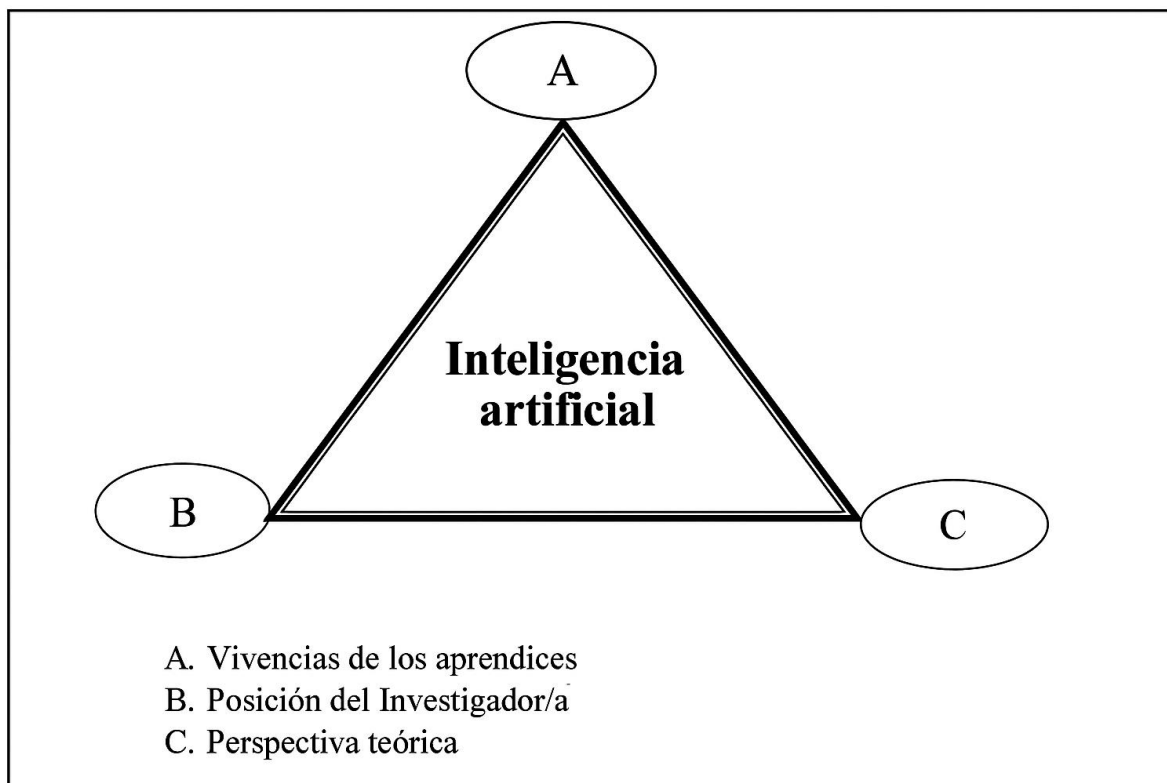 A
Inteligencia
artificial
B
C
A. Vivencias de los aprendices
B. Posición del Investigador/a
C. Perspectiva teórica